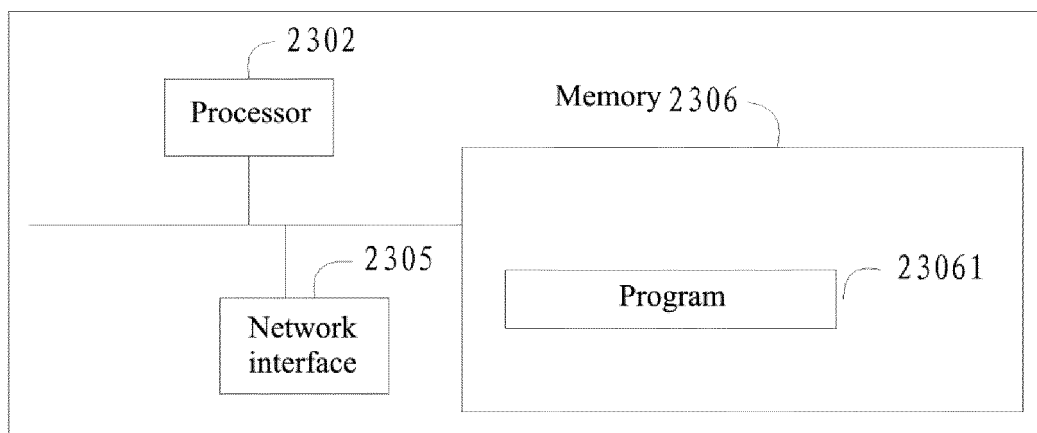 2302
Processor
Memory 2306
2305
23061
Program
Network
interface